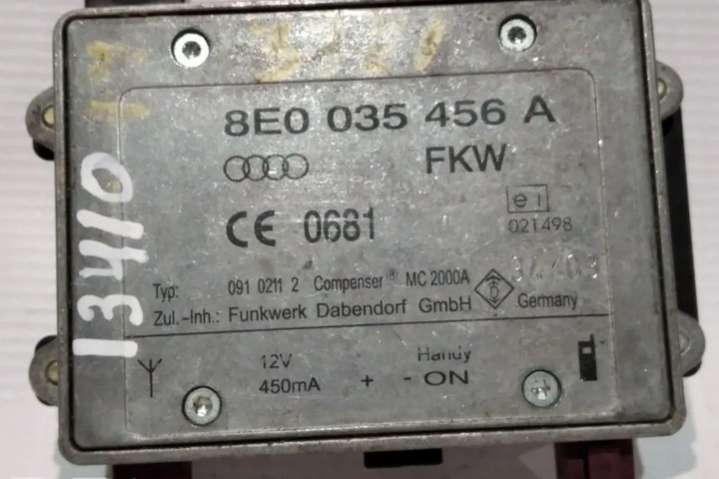 8E0 035 456 A
FKW
CE 0681
e1
021498
Typ: 091 0211 2 Compenser® MC 2000A
Zul.-Inh.: Funkwerk Dabendorf GmbH Germany
12V Handy
450mA + - ON
13410